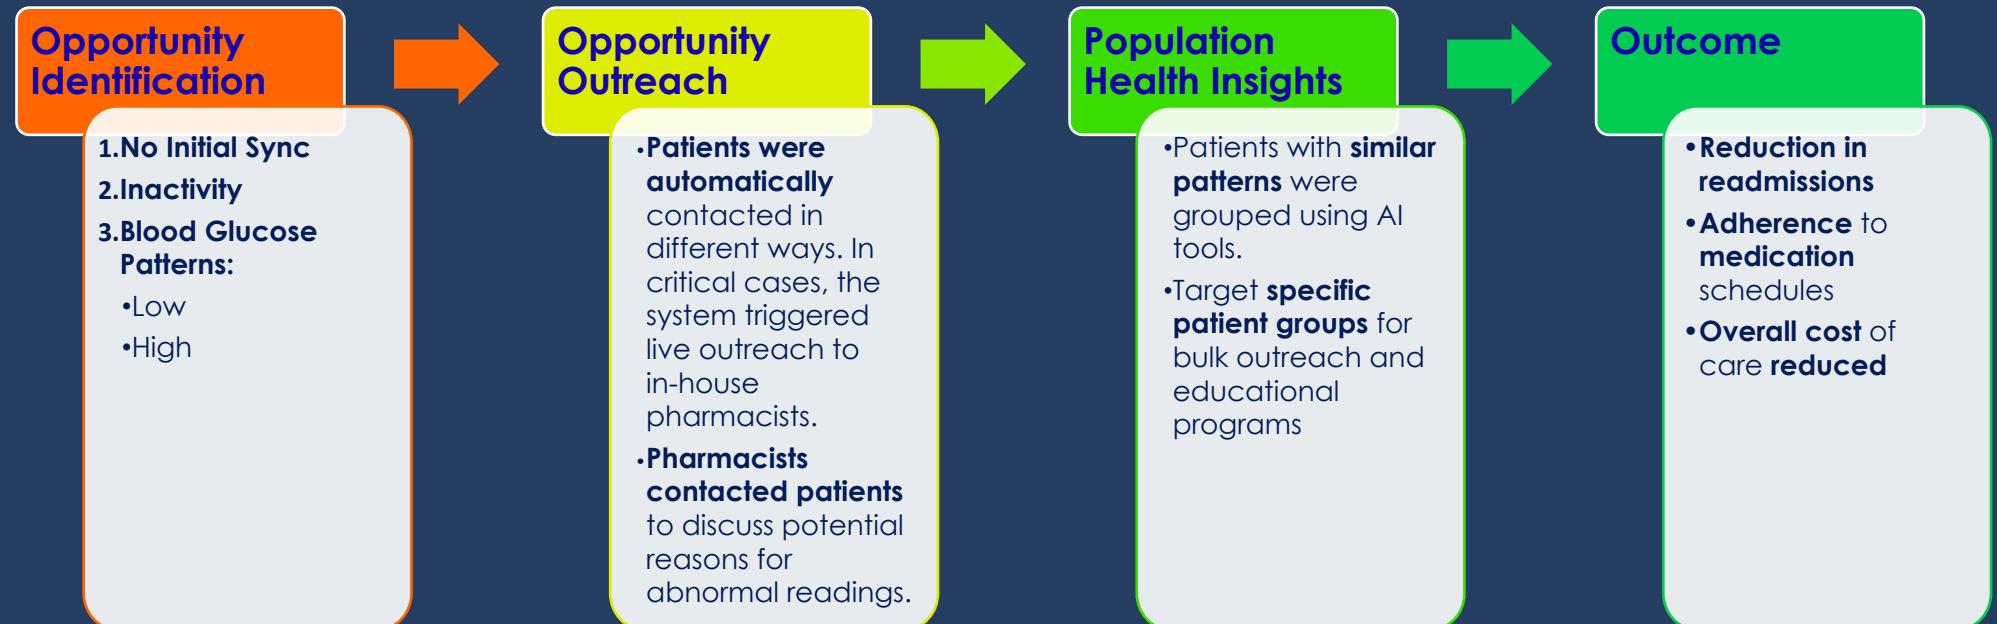 Opportunity
Identification
1.No Initial Sync
2.Inactivity
3.Blood Glucose
Patterns:
•Low
•High
Opportunity
Outreach
•Patients were
automatically
contacted in
different ways. In
critical cases, the
system triggered
live outreach to
in-house
pharmacists.
•Pharmacists
contacted patients
to discuss potential
reasons for
abnormal readings.
Population
Health Insights
•Patients with similar
patterns were
grouped using AI
tools.
•Target specific
patient groups for
bulk outreach and
educational
programs
Outcome
•Reduction in
readmissions
•Adherence to
medication
schedules
•Overall cost of
care reduced